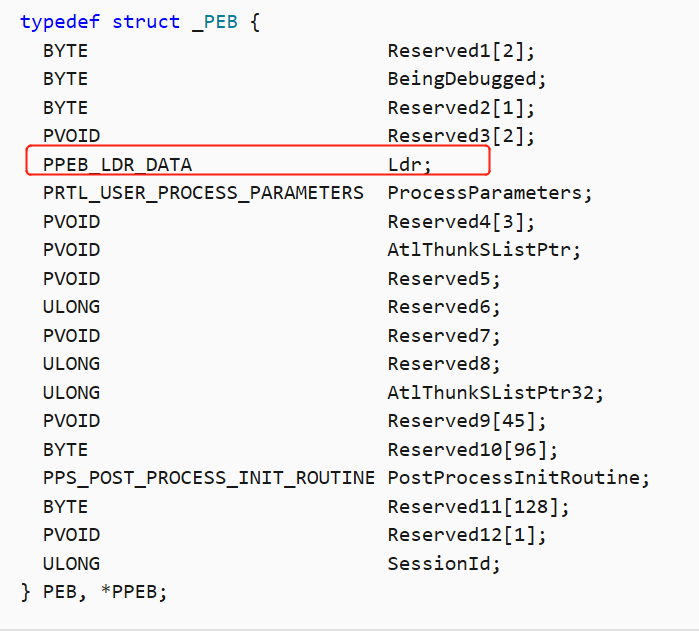 typedef struct _PEB {
BYTE Reserved1[2];
BYTE BeingDebugged;
BYTE Reserved2[1];
PVOID Reserved3[2];
PPEB_LDR_DATA Ldr;
PRTL_USER_PROCESS_PARAMETERS ProcessParameters;
PVOID Reserved4[3];
PVOID AtlThunkSListPtr;
PVOID Reserved5;
ULONG Reserved6;
PVOID Reserved7;
ULONG Reserved8;
ULONG AtlThunkSListPtr32;
PVOID Reserved9[45];
BYTE Reserved10[96];
PPS_POST_PROCESS_INIT_ROUTINE PostProcessInitRoutine;
BYTE Reserved11[128];
PVOID Reserved12[1];
ULONG SessionId;
} PEB, *PPEB;